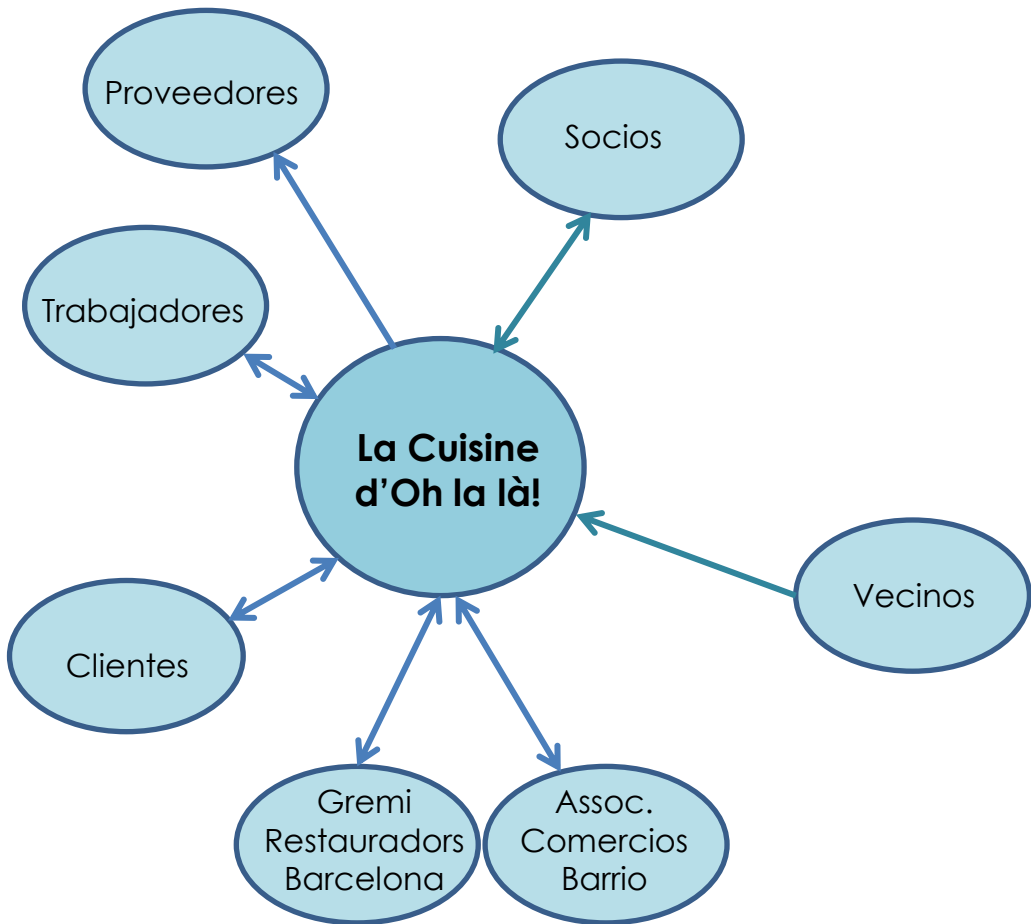 Proveedores
Socios
Trabajadores
La Cuisine
d’Oh la là!
Vecinos
Clientes
Gremi
Restauradors
Barcelona
Assoc.
Comercios
Barrio